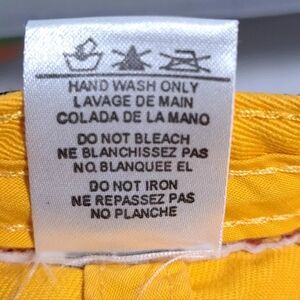 HAND WASH ONLY
LAVAGE DE MAIN
COLADA DE LA MANO
DO NOT BLEACH
NE BLANCHISSEZ PAS
NO BLANQUEE EL
DO NOT IRON
NE REPASSEZ PAS
NO PLANCHE